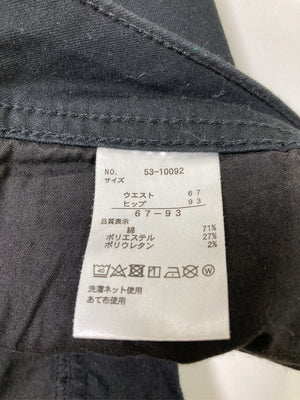 NO. 53-10092
サイズ
ウエスト 67
ヒップ 93
67-93
品質表示
綿 71%
ポリエステル 27%
ポリウレタン 2%
40
洗濯ネット使用
あて布使用